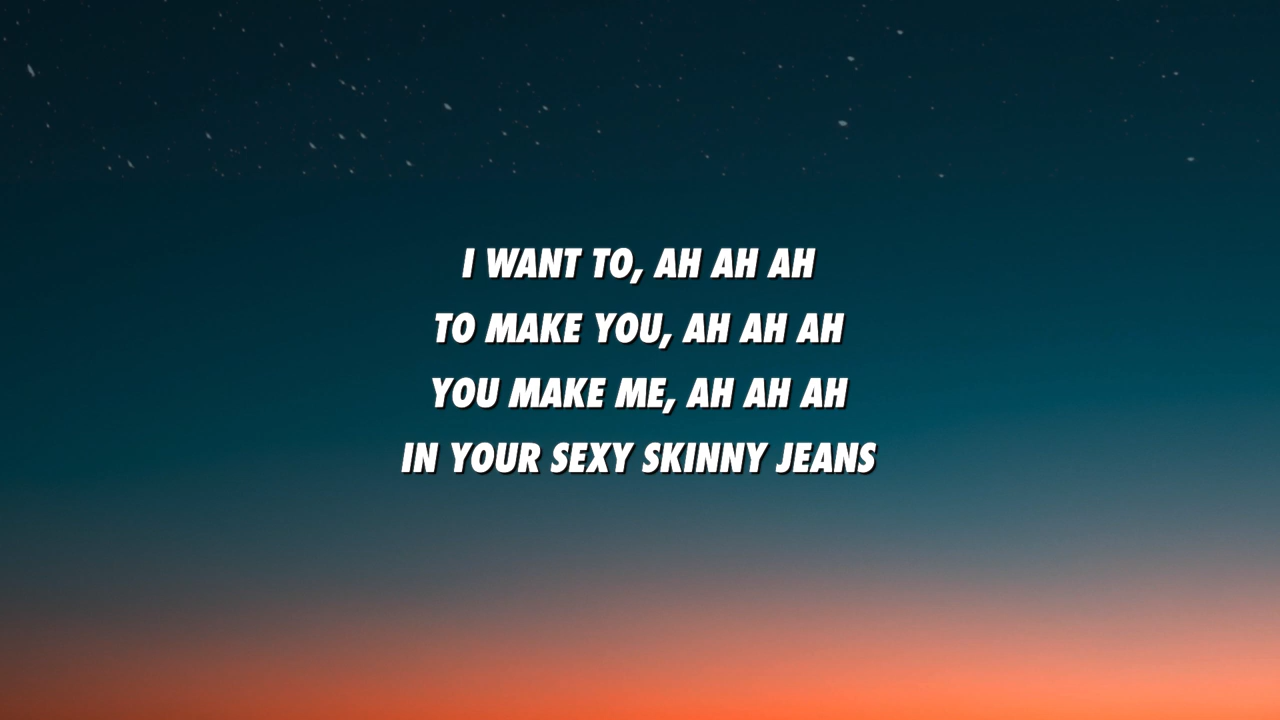 I WANT TO, AH AH AH
TO MAKE YOU, AH AH AH
YOU MAKE ME, AH AH AH
IN YOUR SEXY SKINNY JEANS